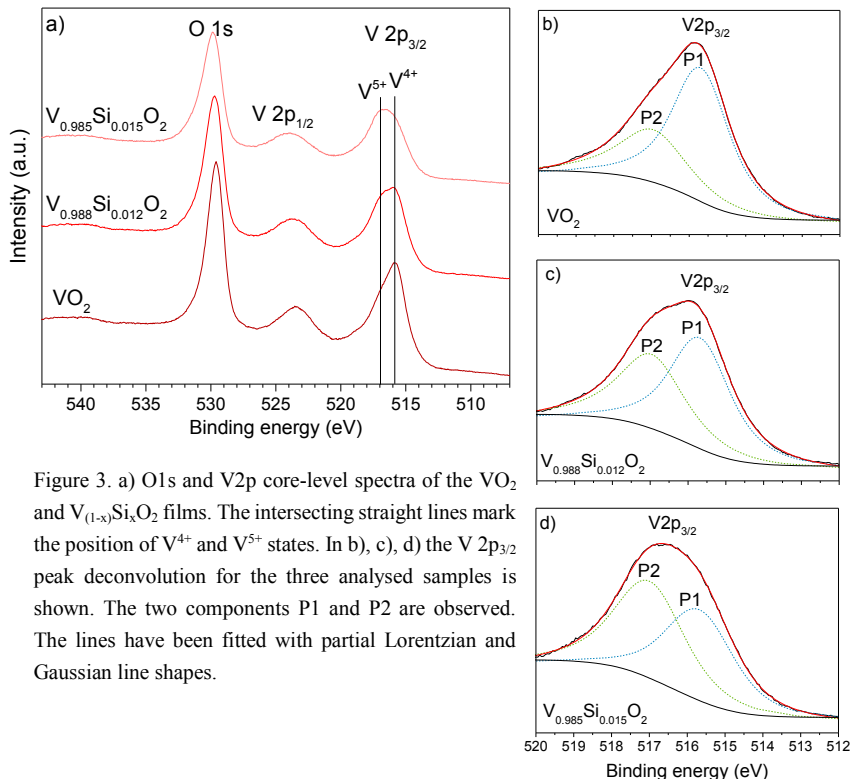 a)
O 1s
V 2p3/2
V5+
V4+
V 2p1/2
V0.985Si0.015O2
V0.988Si0.012O2
VO2
Intensity (a.u.)
540 535 530 525 520 515 510
Binding energy (eV)
Figure 3. a) O1s and V2p core-level spectra of the VO2
and V(1-x)SixO2 films. The intersecting straight lines mark
the position of V4+ and V5+ states. In b), c), d) the V 2p3/2
peak deconvolution for the three analysed samples is
shown. The two components P1 and P2 are observed.
The lines have been fitted with partial Lorentzian and
Gaussian line shapes.
b)
V2p3/2
P1
P2
VO2
c)
V2p3/2
P1
P2
V0.988Si0.012O2
d)
V2p3/2
P2
P1
V0.985Si0.015O2
520 519 518 517 516 515 514 513 512
Binding energy (eV)